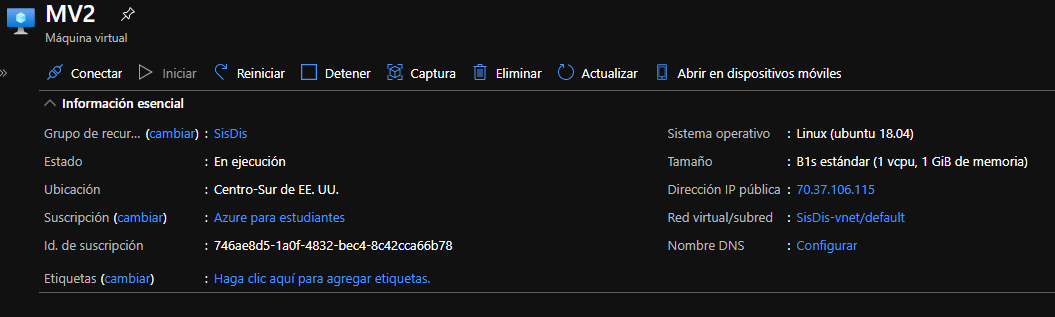 MV2
Máquina virtual
» Conectar Iniciar Reiniciar Detener Captura Eliminar Actualizar Abrir en dispositivos móviles
Información esencial
Grupo de recur... (cambiar) : SisDis
Estado : En ejecución
Ubicación : Centro-Sur de EE. UU.
Suscripción (cambiar) : Azure para estudiantes
Id. de suscripción : 746ae8d5-1a0f-4832-bec4-8c42cca66b78
Etiquetas (cambiar) : Haga clic aquí para agregar etiquetas.
Sistema operativo : Linux (ubuntu 18.04)
Tamaño : B1s estándar (1 vcpu, 1 GiB de memoria)
Dirección IP pública : 70.37.106.115
Red virtual/subred : SisDis-vnet/default
Nombre DNS : Configurar